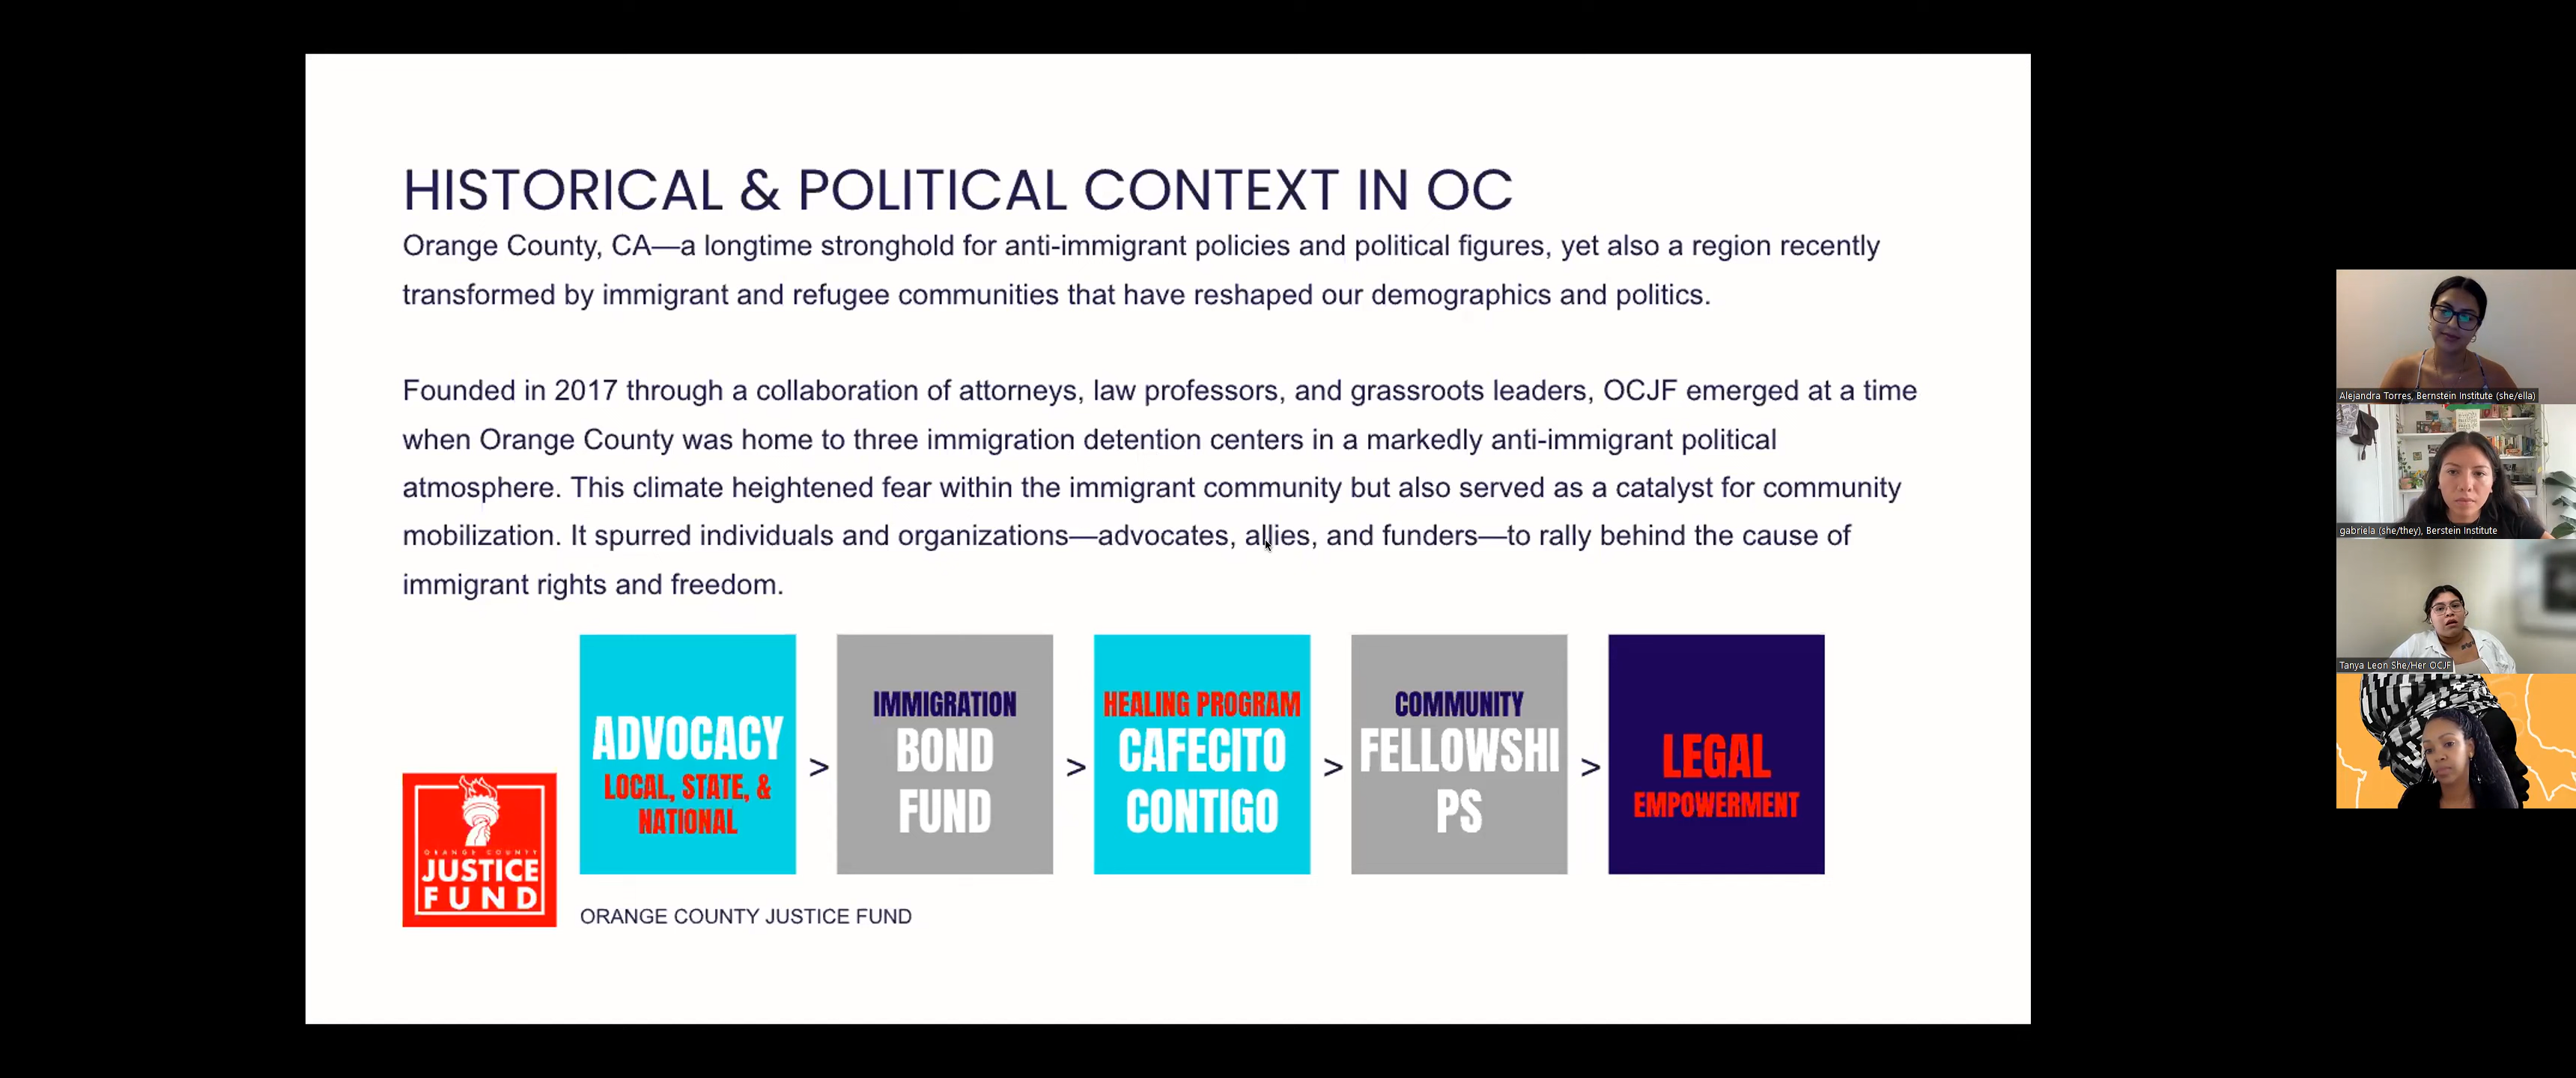 HISTORICAL & POLITICAL CONTEXT IN OC
Orange County, CA—a longtime stronghold for anti-immigrant policies and political figures, yet also a region recently
transformed by immigrant and refugee communities that have reshaped our demographics and politics.
Founded in 2017 through a collaboration of attorneys, law professors, and grassroots leaders, OCJF emerged at a time
when Orange County was home to three immigration detention centers in a markedly anti-immigrant political
atmosphere. This climate heightened fear within the immigrant community but also served as a catalyst for community
mobilization. It spurred individuals and organizations—advocates, allies, and funders—to rally behind the cause of
immigrant rights and freedom.
ADVOCACY
LOCAL, STATE, &
NATIONAL
>
IMMIGRATION
BOND
FUND
>
HEALING PROGRAM
CAFECITO
CONTIGO
>
COMMUNITY
FELLOWSHI
PS
>
LEGAL
EMPOWERMENT
ORANGE COUNTY
JUSTICE
FUND
ORANGE COUNTY JUSTICE FUND
Alejandra Torres, Bernstein Institute (she/ella)
gabriela (she/they), Berstein Institute
Tanya Leon She/Her OCJF